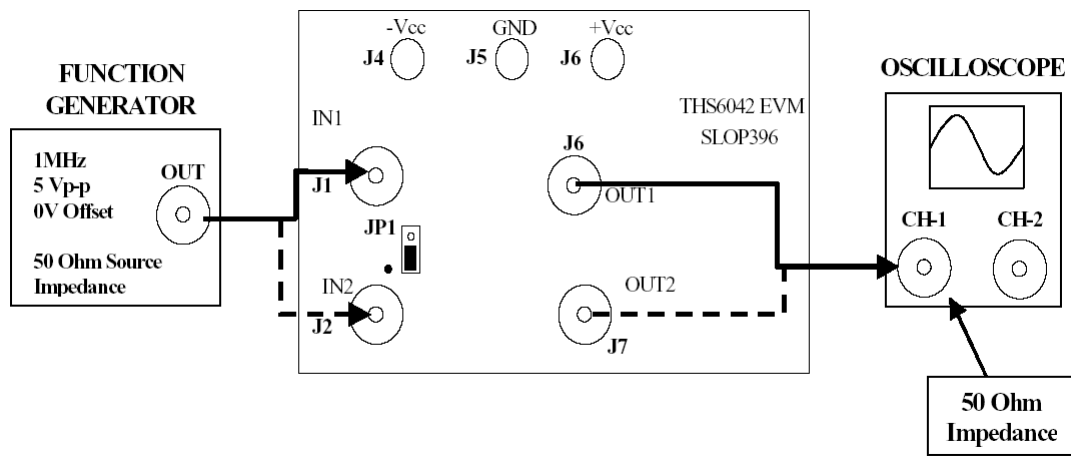 FUNCTION
GENERATOR
1MHz
5 Vp-p
0V Offset
50 Ohm Source
Impedance
OUT
-Vcc
J4
GND
J5
+Vcc
J6
THS6042 EVM
SLOP396
IN1
J1
J6
OUT1
JP1
IN2
J2
OUT2
J7
OSCILLOSCOPE
CH-1
CH-2
50 Ohm
Impedance